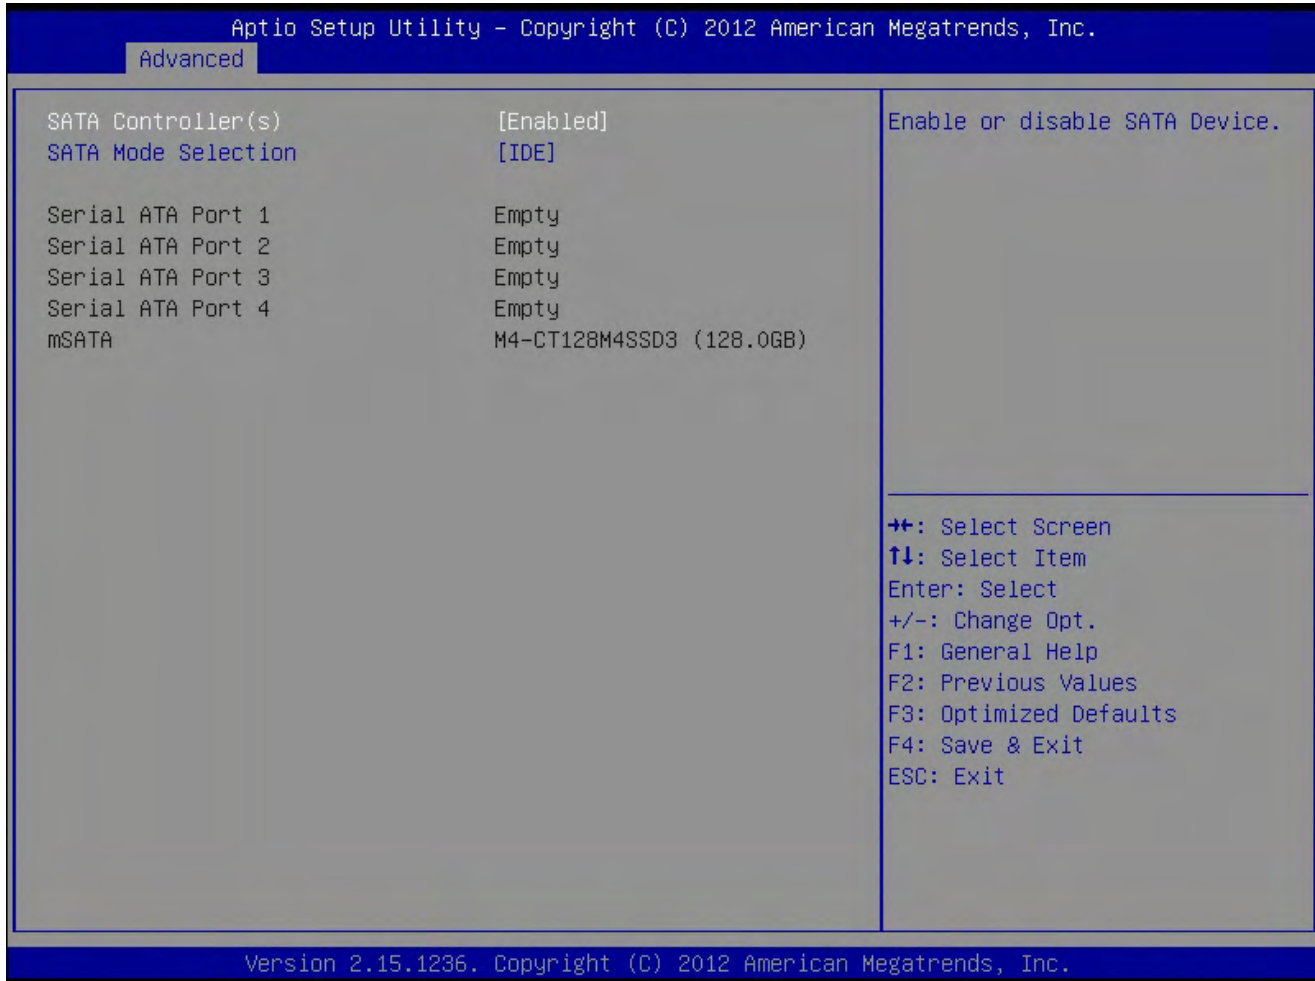 Aptio Setup Utility – Copyright (C) 2012 American Megatrends, Inc.
Advanced
SATA Controller(s) [Enabled]
SATA Mode Selection [IDE]
Serial ATA Port 1 Empty
Serial ATA Port 2 Empty
Serial ATA Port 3 Empty
Serial ATA Port 4 Empty
mSATA M4-CT128M4SSD3 (128.0GB)
Enable or disable SATA Device.
→←: Select Screen
↑↓: Select Item
Enter: Select
+/-: Change Opt.
F1: General Help
F2: Previous Values
F3: Optimized Defaults
F4: Save & Exit
ESC: Exit
Version 2.15.1236. Copyright (C) 2012 American Megatrends, Inc.